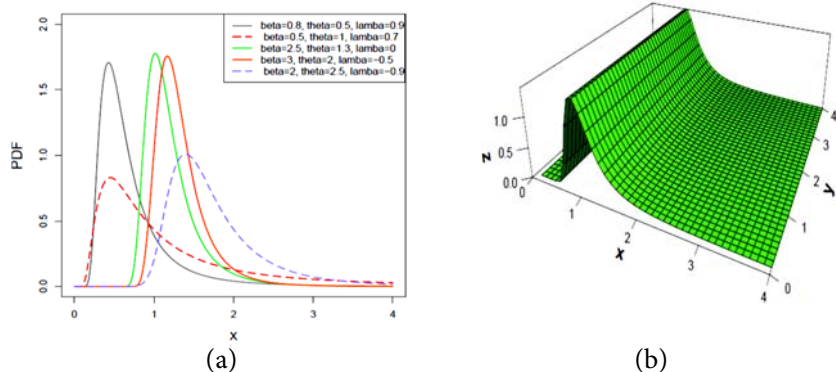 2.0
1.5
1.0
0.5
0.0
PDF
beta=0.8, theta=0.5, lamba=0.9
beta=0.5, theta=1, lamba=0.7
beta=2.5, theta=1.3, lamba=0
beta=3, theta=2, lamba=−0.5
beta=2, theta=2.5, lamba=−0.9
0 1 2 3 4
x
(a)
1.0
0.5
0.0
z
0
1
2
3
4
x
0
1
2
3
4
y
(b)